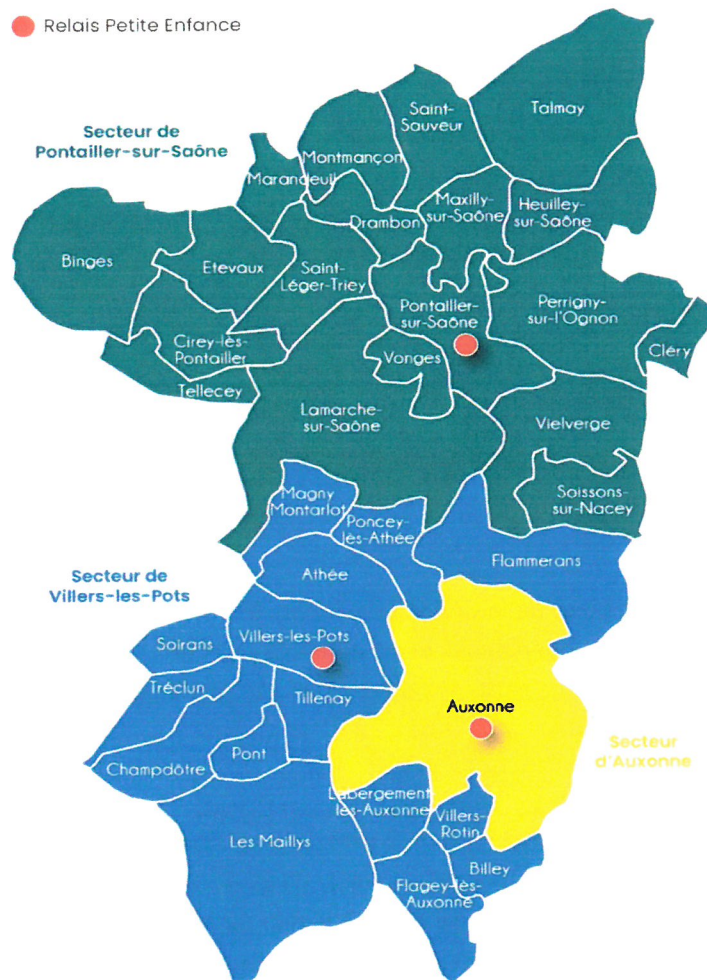 Relais Petite Enfance
Secteur de
Pontailler-sur-Saône
Talmay
Saint-
Sauveur
Montmançon
Marandeuil
Maxilly-
sur-Saône
Heuilley-
sur-Saône
Drambon
Binges
Etevaux
Saint-
Léger-Triey
Pontailler-
sur-Saône
Perrigny-
sur-l'Ognon
Cirey-lès-
Pontailler
Vonges
Cléry
Tellecey
Lamarche-
sur-Saône
Vielverge
Soissons-
sur-Nacey
Magny
Montarlot
Poncey-
lès-Athée
Flammerans
Athée
Secteur de
Villers-les-Pots
Villers-les-Pots
Soirans
Tréclun
Tillenay
Auxonne
Pont
Champdôtre
Secteur
d'Auxonne
Labergement-
lès-Auxonne
Villers-
Rotin
Les Maillys
Billey
Flagey-lès-
Auxonne